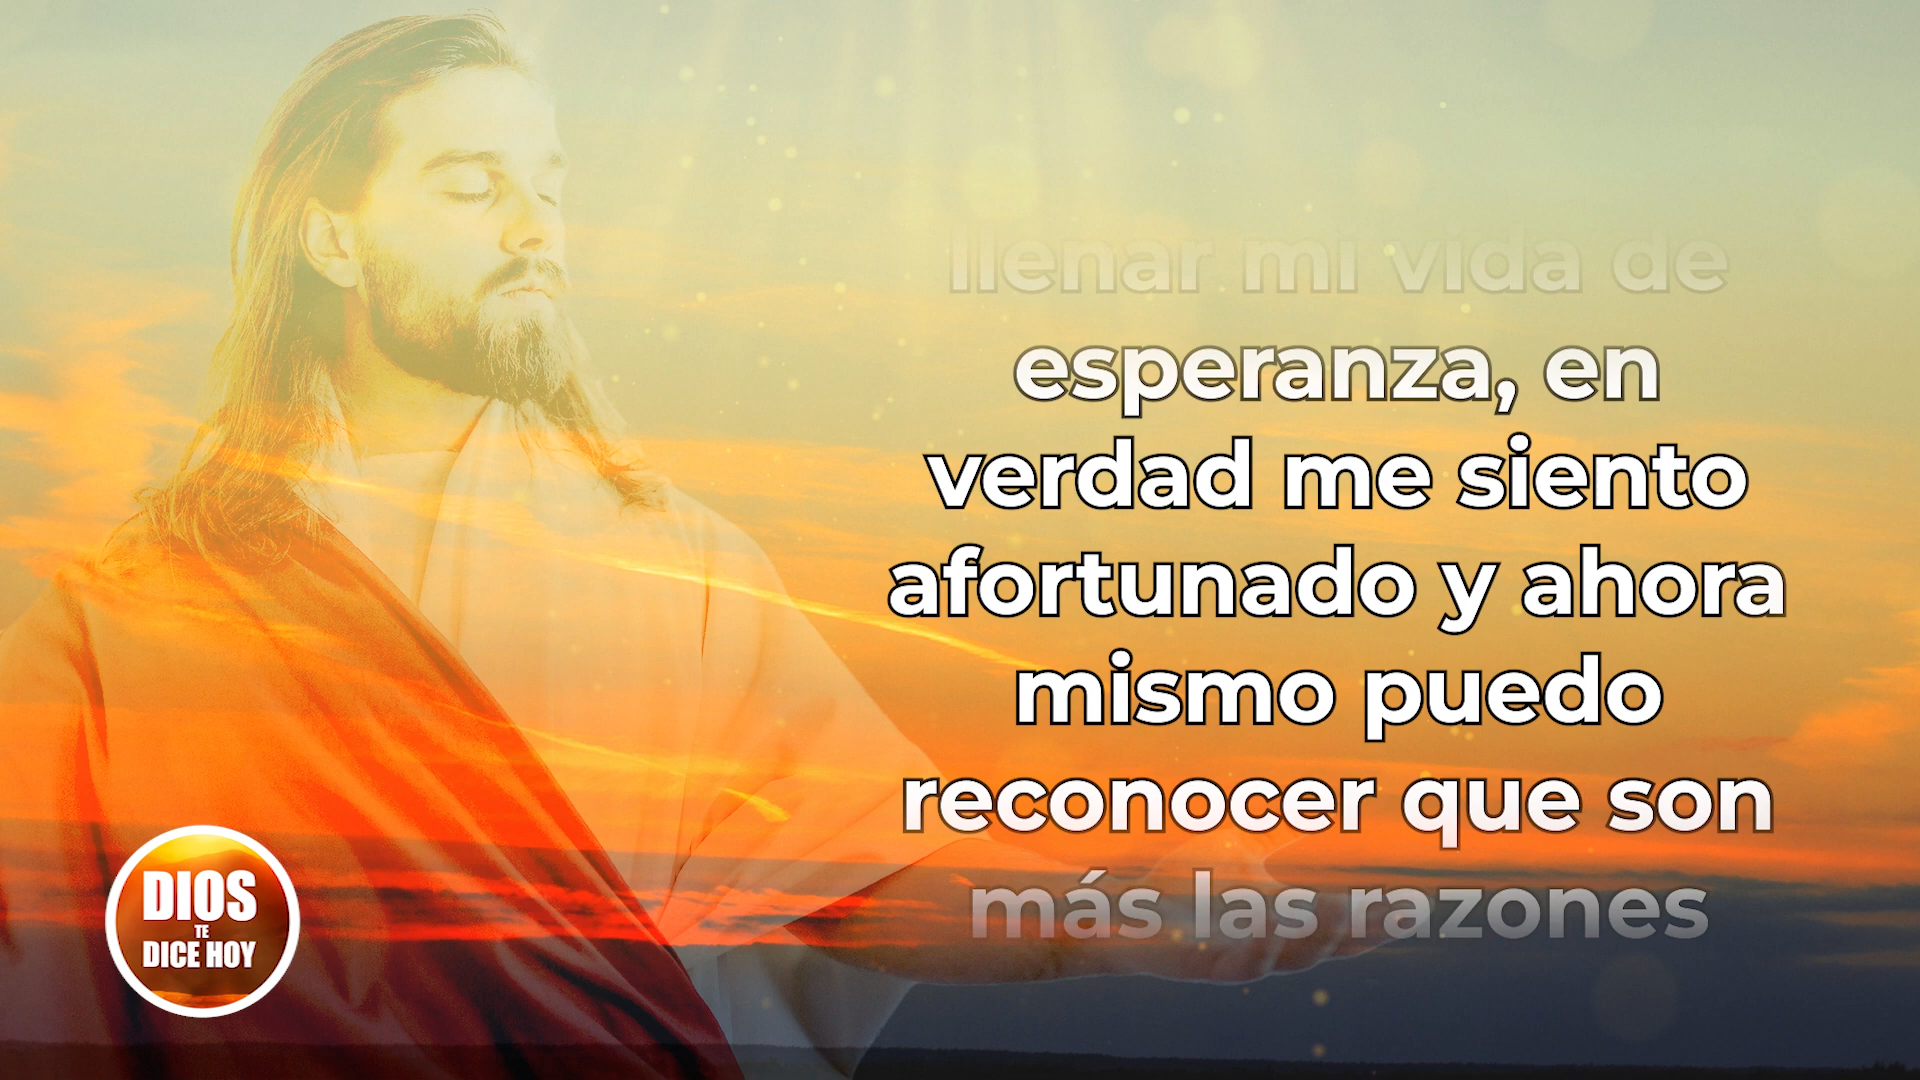 llenar mi vida de
esperanza, en
verdad me siento
afortunado y ahora
mismo puedo
reconocer que son
más las razones
DIOS
TE
DICE HOY